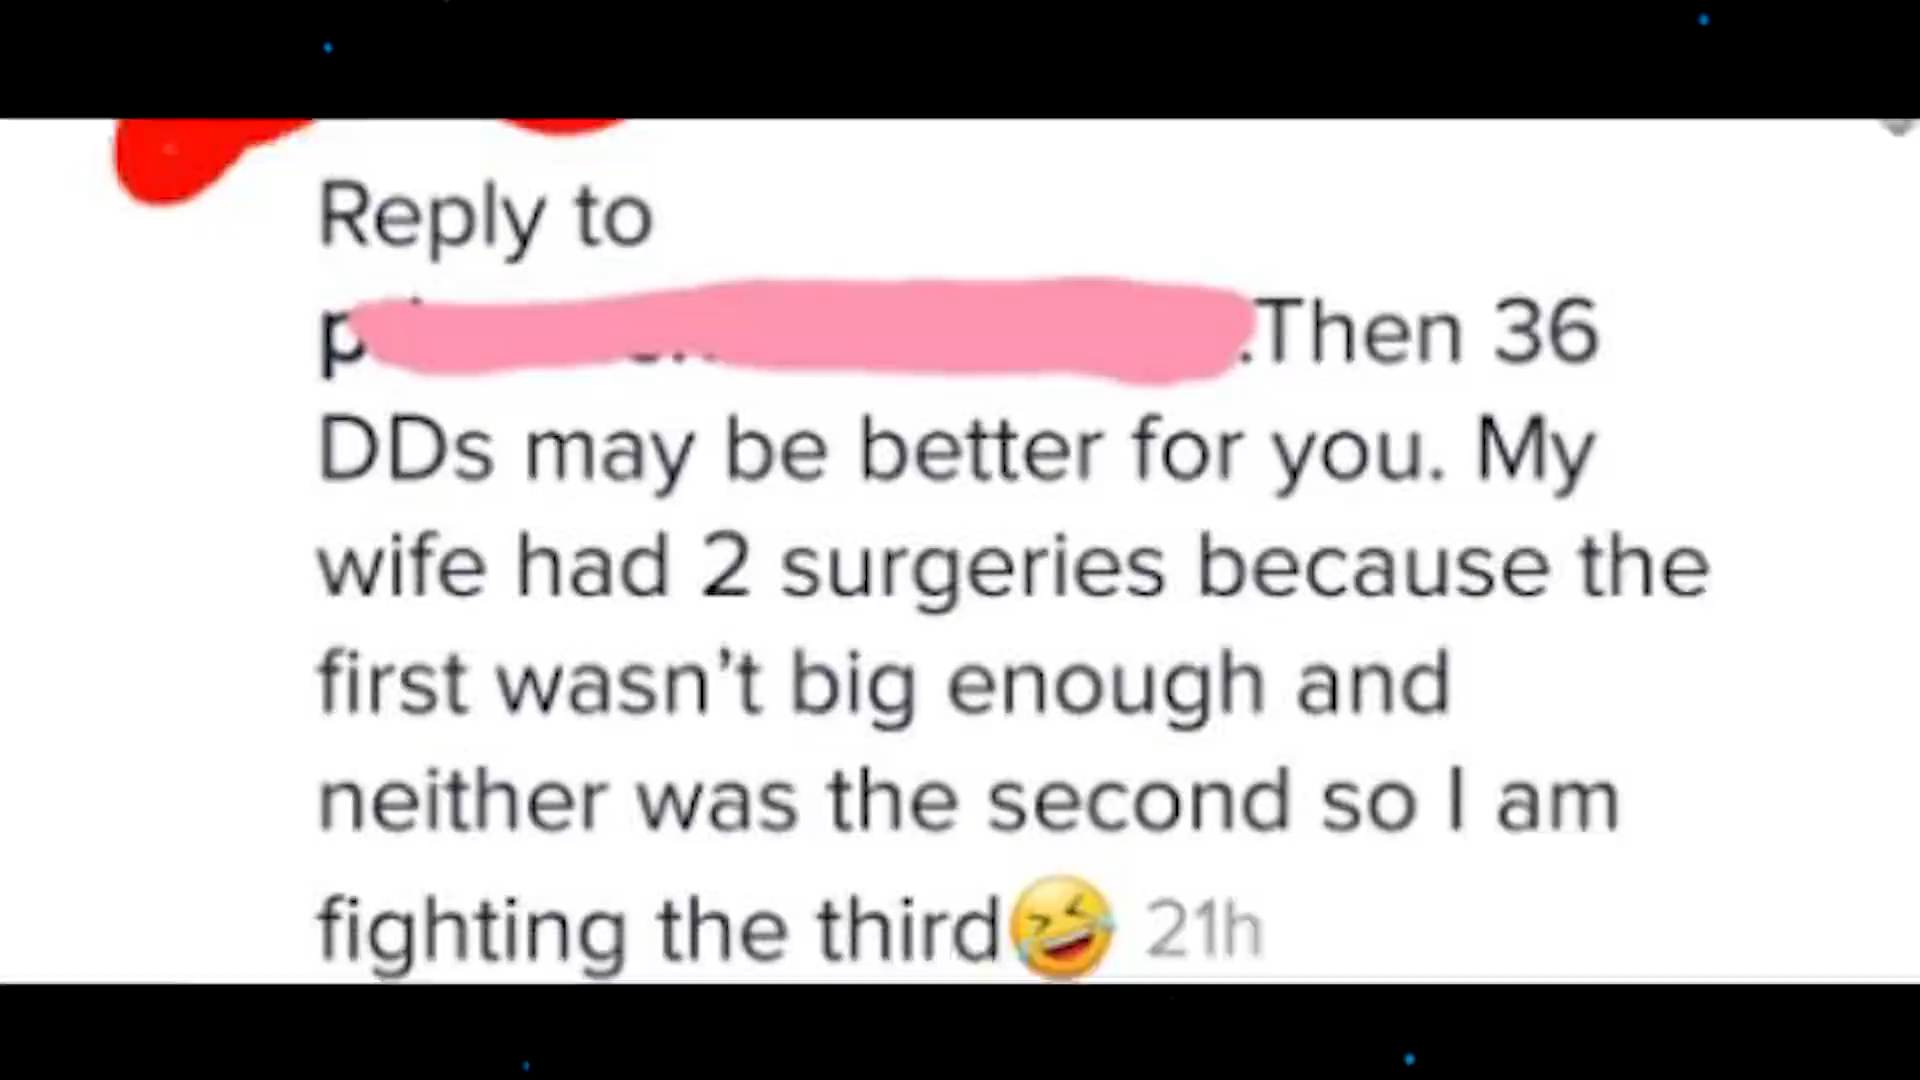 Reply to
.Then 36
DDs may be better for you. My
wife had 2 surgeries because the
first wasn't big enough and
neither was the second so I am
fighting the third🤣 21h